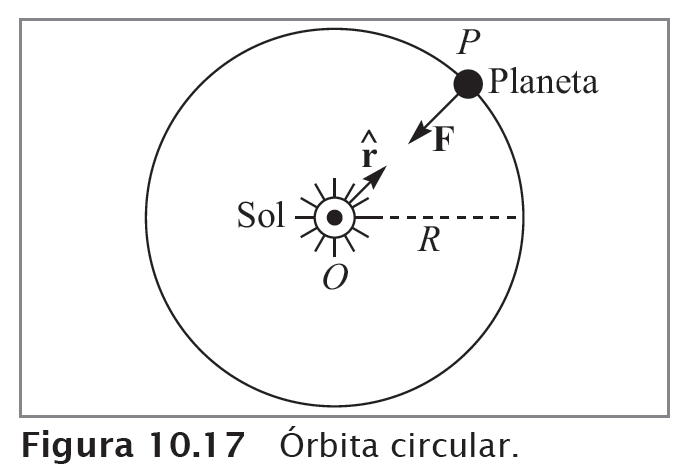 P
Planeta
F
r̂
Sol
R
O
Figura 10.17 Órbita circular.